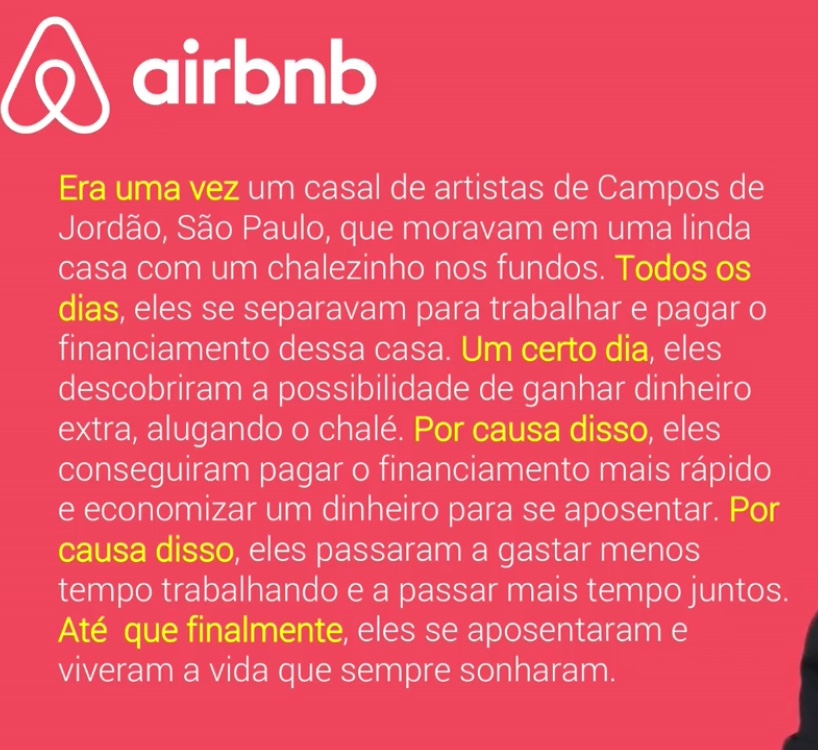 airbnb
Era uma vez um casal de artistas de Campos de
Jordão, São Paulo, que moravam em uma linda
casa com um chalezinho nos fundos. Todos os
dias, eles se separavam para trabalhar e pagar o
financiamento dessa casa. Um certo dia, eles
descobriram a possibilidade de ganhar dinheiro
extra, alugando o chalé. Por causa disso, eles
conseguiram pagar o financiamento mais rápido
e economizar um dinheiro para se aposentar. Por
causa disso, eles passaram a gastar menos
tempo trabalhando e a passar mais tempo juntos.
Até que finalmente, eles se aposentaram e
viveram a vida que sempre sonharam.